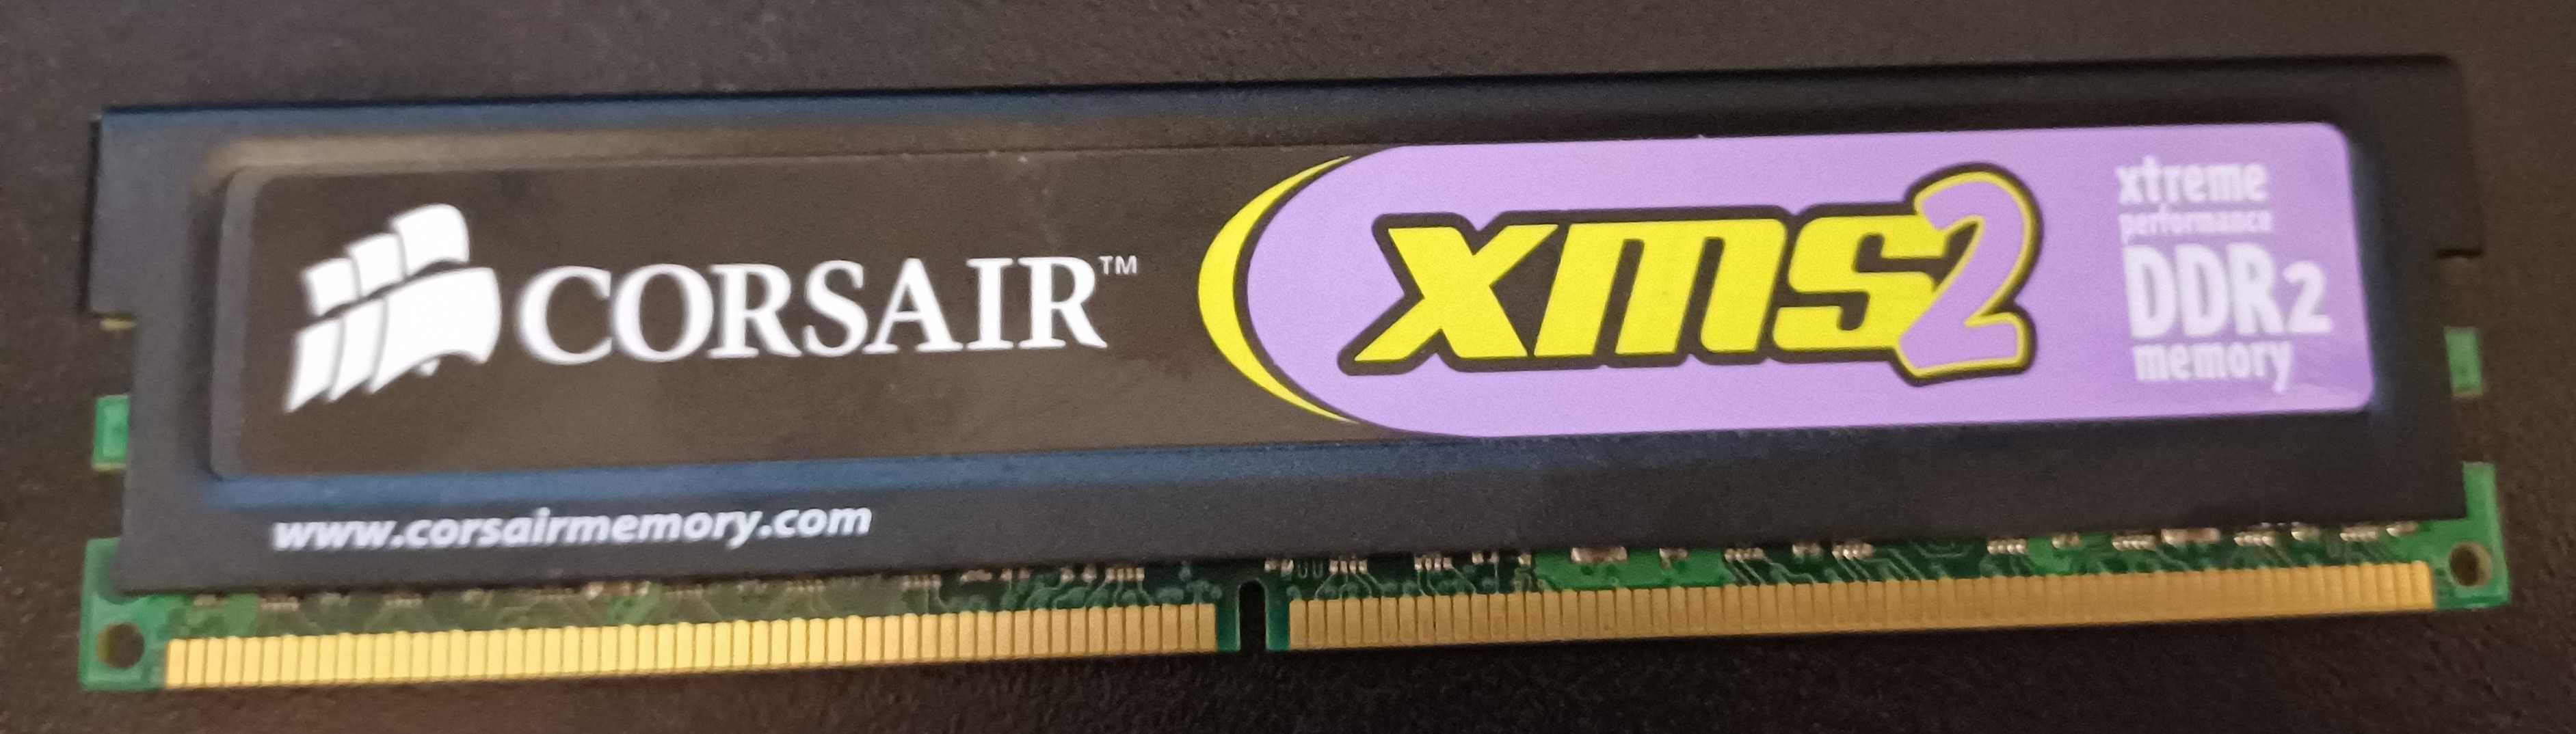 CORSAIR™
xms2
xtreme
performance
DDR2
memory
www.corsairmemory.com